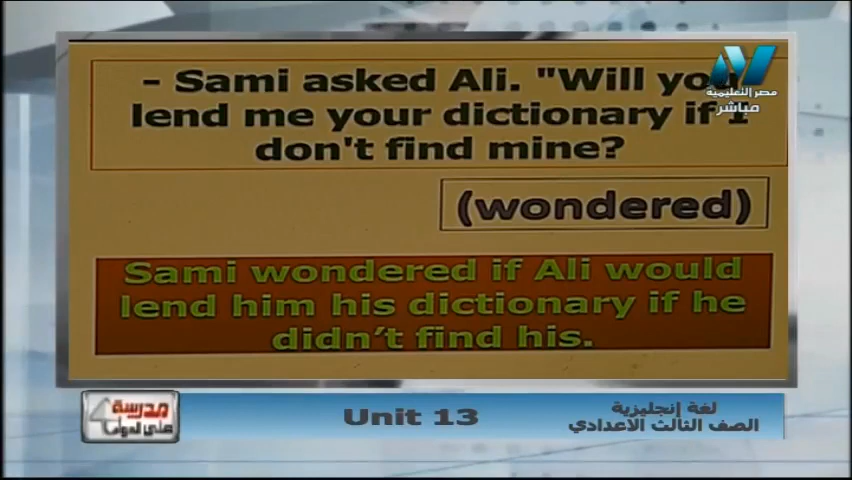 - Sami asked Ali. "Will you
lend me your dictionary if I
don't find mine?
(wondered)
Sami wondered if Ali would
lend him his dictionary if he
didn't find his.
مصر التعليمية
مباشر
مدرسة
على الهواء
Unit 13
لغة إنجليزية
الصف الثالث الاعدادي